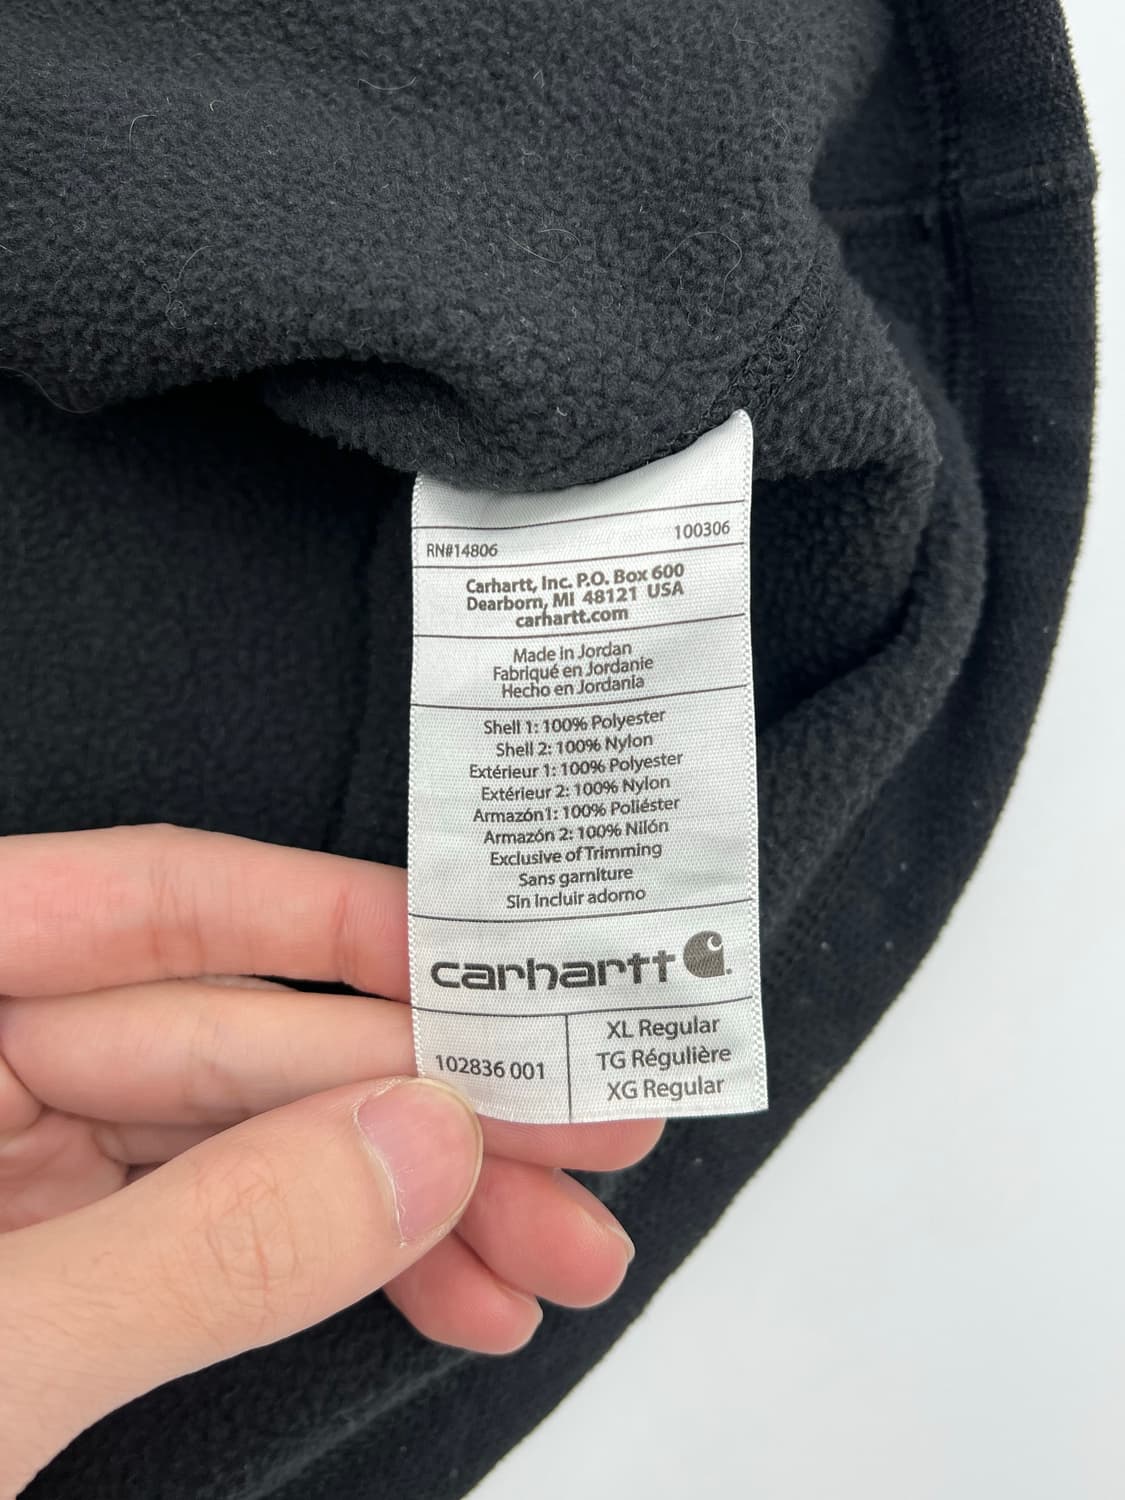 RN#14806 100306
Carhartt, Inc. P.O. Box 600
Dearborn, MI 48121 USA
carhartt.com
Made in Jordan
Fabriqué en Jordanie
Hecho en Jordania
Shell 1: 100% Polyester
Shell 2: 100% Nylon
Extérieur 1: 100% Polyester
Extérieur 2: 100% Nylon
Armazón1: 100% Poliéster
Armazón 2: 100% Nilón
Exclusive of Trimming
Sans garniture
Sin incluir adorno
carhartt
102836 001
XL Regular
TG Régulière
XG Regular